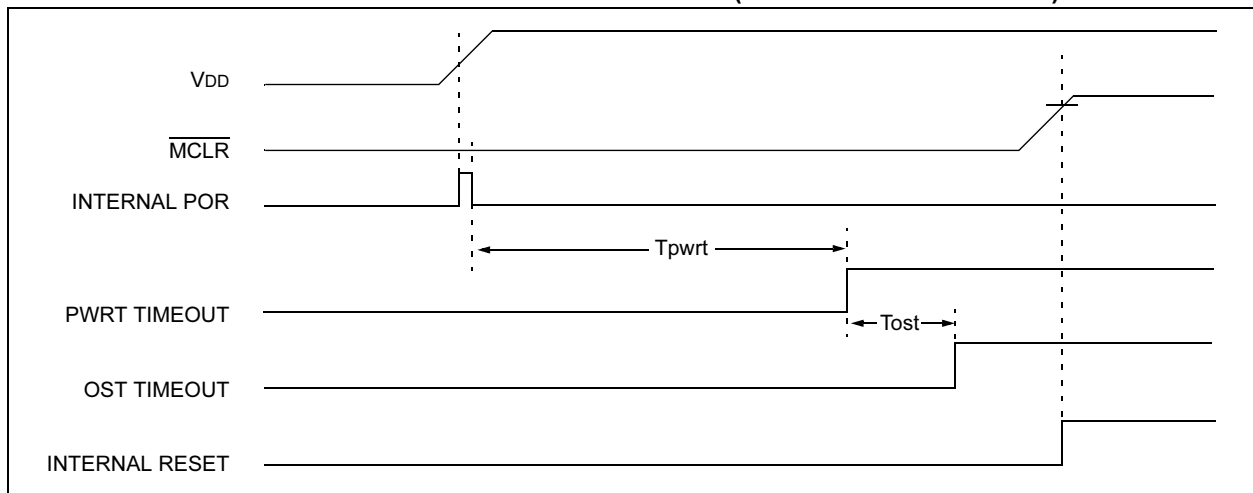 VDD
MCLR
INTERNAL POR
Tpwrt
PWRT TIMEOUT
Tost
OST TIMEOUT
INTERNAL RESET